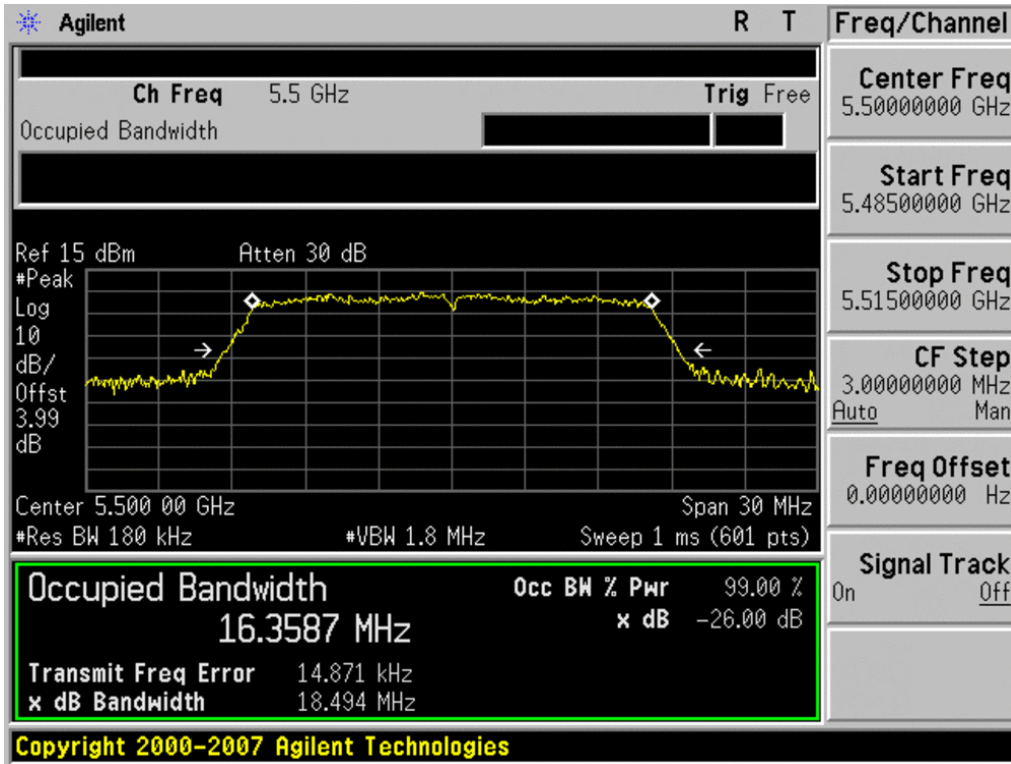 Agilent R T
Ch Freq 5.5 GHz Trig Free
Occupied Bandwidth
Ref 15 dBm Atten 30 dB
#Peak
Log
10
dB/
Offst
3.99
dB
Center 5.500 00 GHz Span 30 MHz
#Res BW 180 kHz #VBW 1.8 MHz Sweep 1 ms (601 pts)
Occupied Bandwidth Occ BW % Pwr 99.00 %
16.3587 MHz x dB -26.00 dB
Transmit Freq Error 14.871 kHz
x dB Bandwidth 18.494 MHz
Copyright 2000-2007 Agilent Technologies
Freq/Channel
Center Freq
5.50000000 GHz
Start Freq
5.48500000 GHz
Stop Freq
5.51500000 GHz
CF Step
3.00000000 MHz
Auto Man
Freq Offset
0.00000000 Hz
Signal Track
On Off